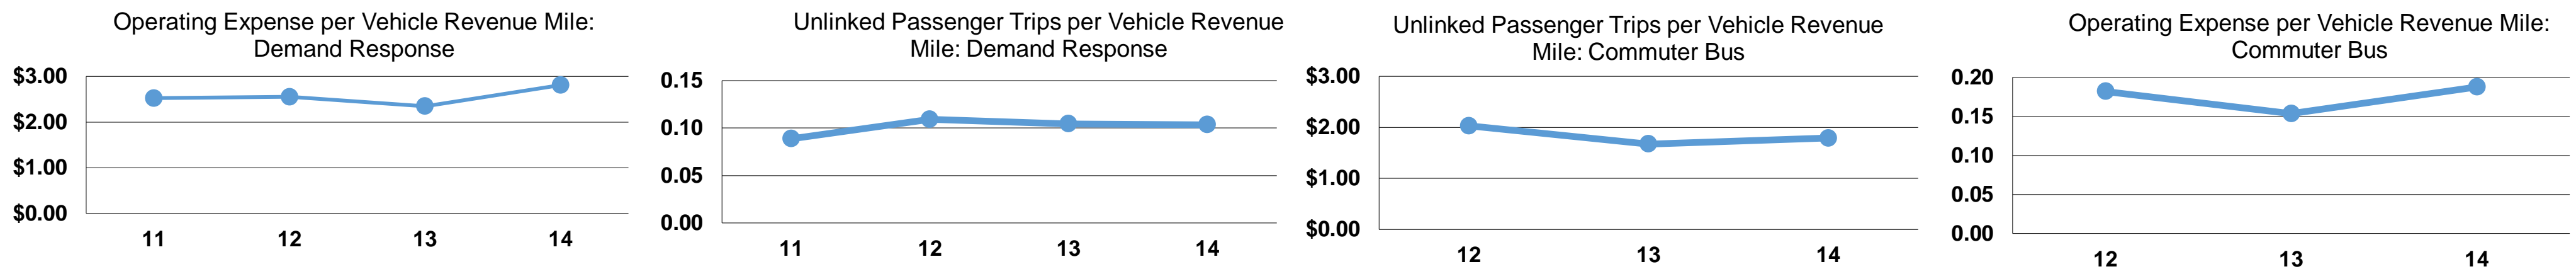 Operating Expense per Vehicle Revenue Mile:
Demand Response
$3.00
$2.00
$1.00
$0.00
11 12 13 14
Unlinked Passenger Trips per Vehicle Revenue
Mile: Demand Response
0.15
0.10
0.05
0.00
11 12 13 14
Unlinked Passenger Trips per Vehicle Revenue
Mile: Commuter Bus
$3.00
$2.00
$1.00
$0.00
12 13 14
Operating Expense per Vehicle Revenue Mile:
Commuter Bus
0.20
0.15
0.10
0.05
0.00
12 13 14